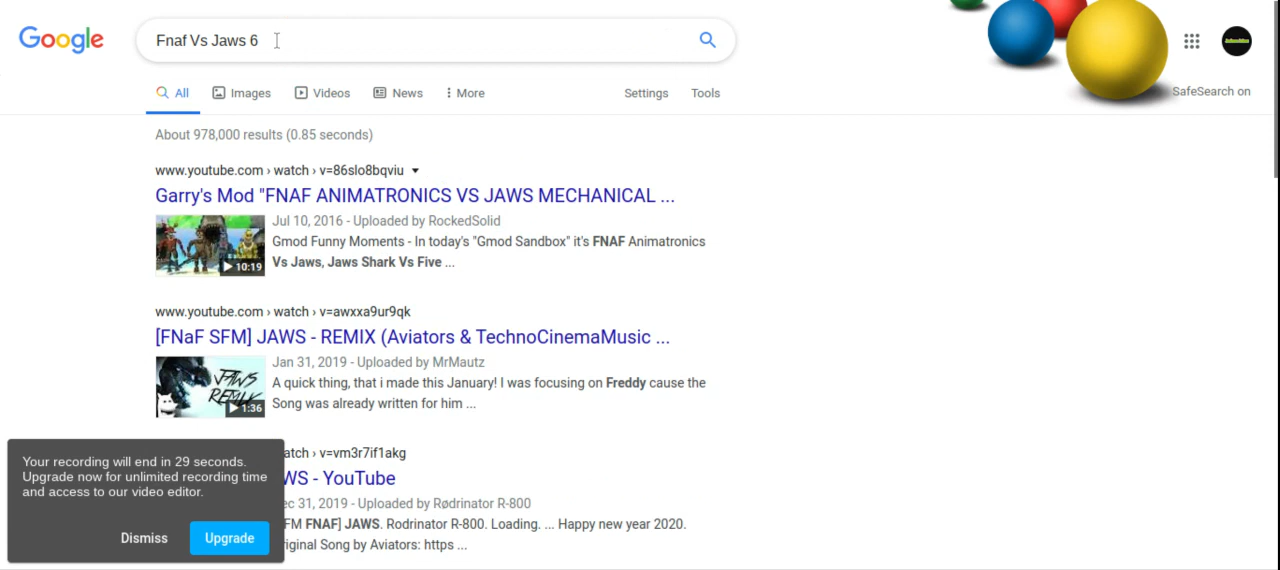 Google
Fnaf Vs Jaws 6
All Images Videos News More Settings Tools
SafeSearch on
About 978,000 results (0.85 seconds)
www.youtube.com › watch › v=86slo8bqviu
Garry's Mod "FNAF ANIMATRONICS VS JAWS MECHANICAL ...
Jul 10, 2016 - Uploaded by RockedSolid
Gmod Funny Moments - In today's "Gmod Sandbox" it's FNAF Animatronics
Vs Jaws, Jaws Shark Vs Five ...
10:19
www.youtube.com › watch › v=awxxa9ur9qk
[FNaF SFM] JAWS - REMIX (Aviators & TechnoCinemaMusic ...
Jan 31, 2019 - Uploaded by MrMautz
A quick thing, that i made this January! I was focusing on Freddy cause the
Song was already written for him ...
JAWS
REMIX
1:36
atch › v=vm3r7if1akg
WS - YouTube
ec 31, 2019 - Uploaded by Rødrinator R-800
FM FNAF] JAWS. Rodrinator R-800. Loading. ... Happy new year 2020.
riginal Song by Aviators: https ...
Your recording will end in 29 seconds.
Upgrade now for unlimited recording time
and access to our video editor.
Dismiss Upgrade